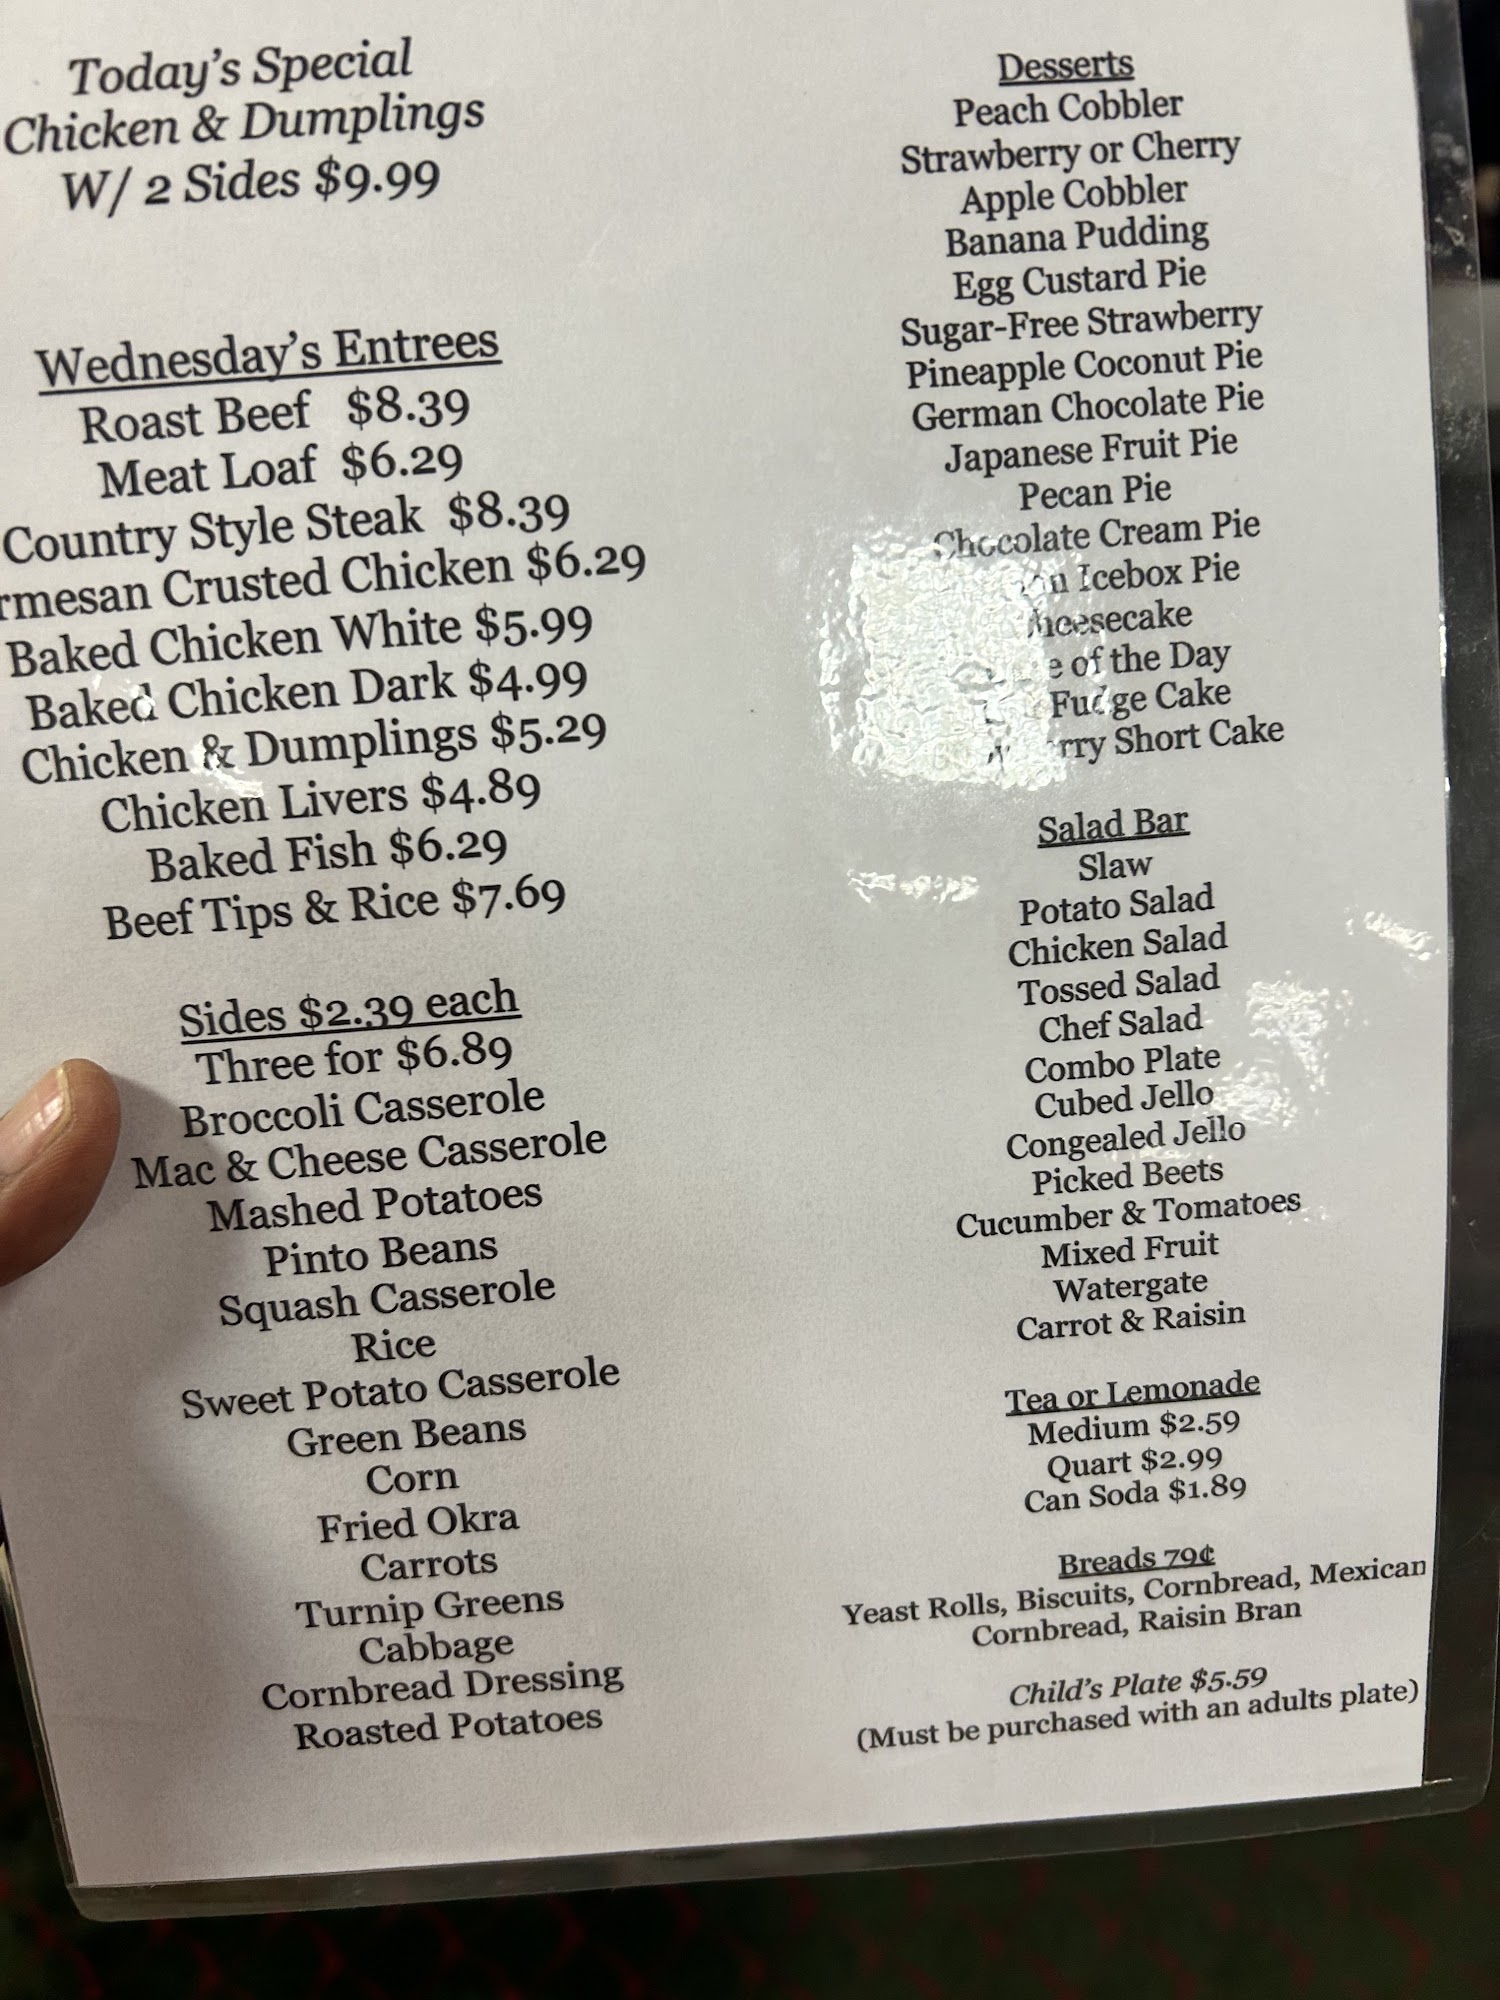 Today's Special
Chicken & Dumplings
W/ 2 Sides $9.99
Wednesday's Entrees
Roast Beef $8.39
Meat Loaf $6.29
Country Style Steak $8.39
rmesan Crusted Chicken $6.29
Baked Chicken White $5.99
Baked Chicken Dark $4.99
Chicken & Dumplings $5.29
Chicken Livers $4.89
Baked Fish $6.29
Beef Tips & Rice $7.69
Sides $2.39 each
Three for $6.89
Broccoli Casserole
Mac & Cheese Casserole
Mashed Potatoes
Pinto Beans
Squash Casserole
Rice
Sweet Potato Casserole
Green Beans
Corn
Fried Okra
Carrots
Turnip Greens
Cabbage
Cornbread Dressing
Roasted Potatoes
Desserts
Peach Cobbler
Strawberry or Cherry
Apple Cobbler
Banana Pudding
Egg Custard Pie
Sugar-Free Strawberry
Pineapple Coconut Pie
German Chocolate Pie
Japanese Fruit Pie
Pecan Pie
Chocolate Cream Pie
Icebox Pie
heesecake
of the Day
Fudge Cake
Short Cake
Salad Bar
Slaw
Potato Salad
Chicken Salad
Tossed Salad
Chef Salad
Combo Plate
Cubed Jello
Congealed Jello
Picked Beets
Cucumber & Tomatoes
Mixed Fruit
Watergate
Carrot & Raisin
Tea or Lemonade
Medium $2.59
Quart $2.99
Can Soda $1.89
Breads 79¢
Yeast Rolls, Biscuits, Cornbread, Mexican
Cornbread, Raisin Bran
Child's Plate $5.59
(Must be purchased with an adults plate)